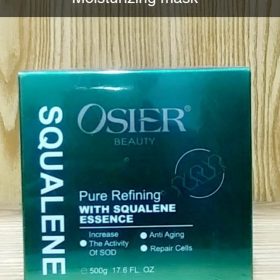 Moisturizing mask
SQUALENE
OSIER®
BEAUTY
Pure Refining
WITH SQUALENE
ESSENCE
Increase
• The Activity
Of SOD
• Anti Aging
• Repair Cells
℮ 500g 17.6 FL. OZ